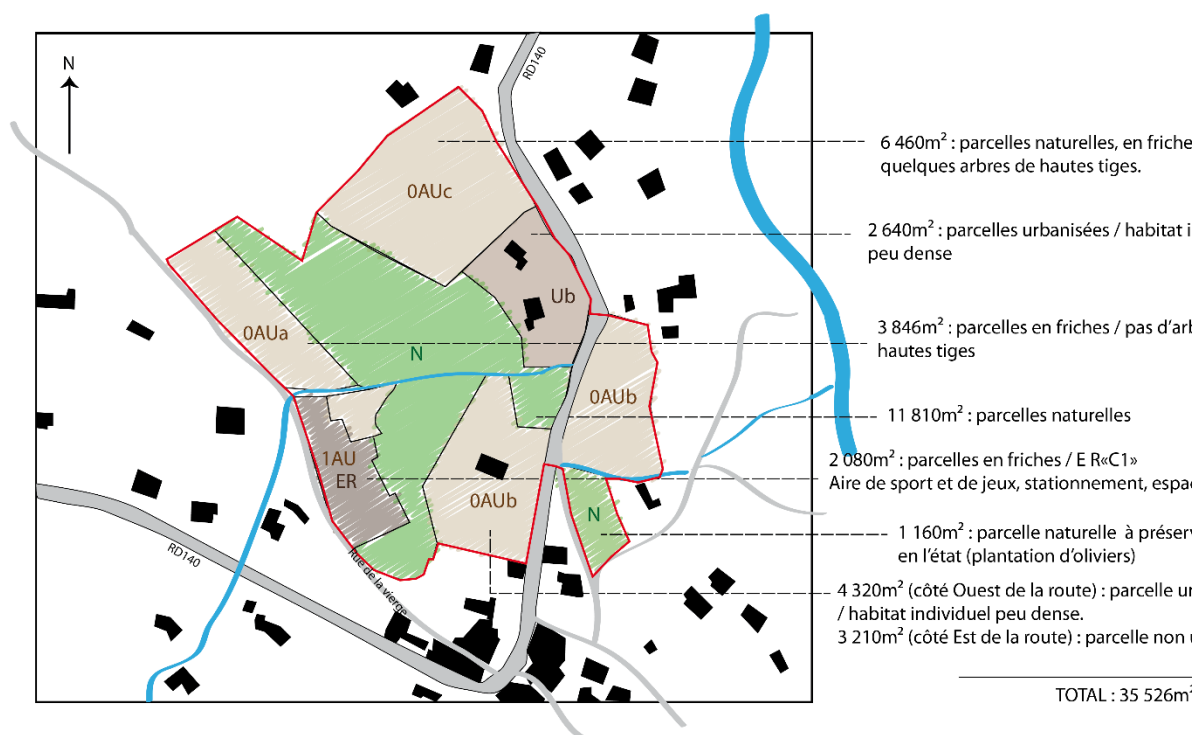 N
RD140
6 460m² : parcelles naturelles, en friche
quelques arbres de hautes tiges.
0AUc
2 640m² : parcelles urbanisées / habitat i
peu dense
Ub
0AUa
3 846m² : parcelles en friches / pas d'arb
hautes tiges
N
0AUb
11 810m² : parcelles naturelles
1AU
ER
2 080m² : parcelles en friches / E R«C1»
Aire de sport et de jeux, stationnement, espac
0AUb
N
1 160m² : parcelle naturelle à préserv
en l'état (plantation d'oliviers)
RD140
Rue de la vierge
4 320m² (côté Ouest de la route) : parcelle ur
/ habitat individuel peu dense.
3 210m² (côté Est de la route) : parcelle non u
TOTAL : 35 526m²